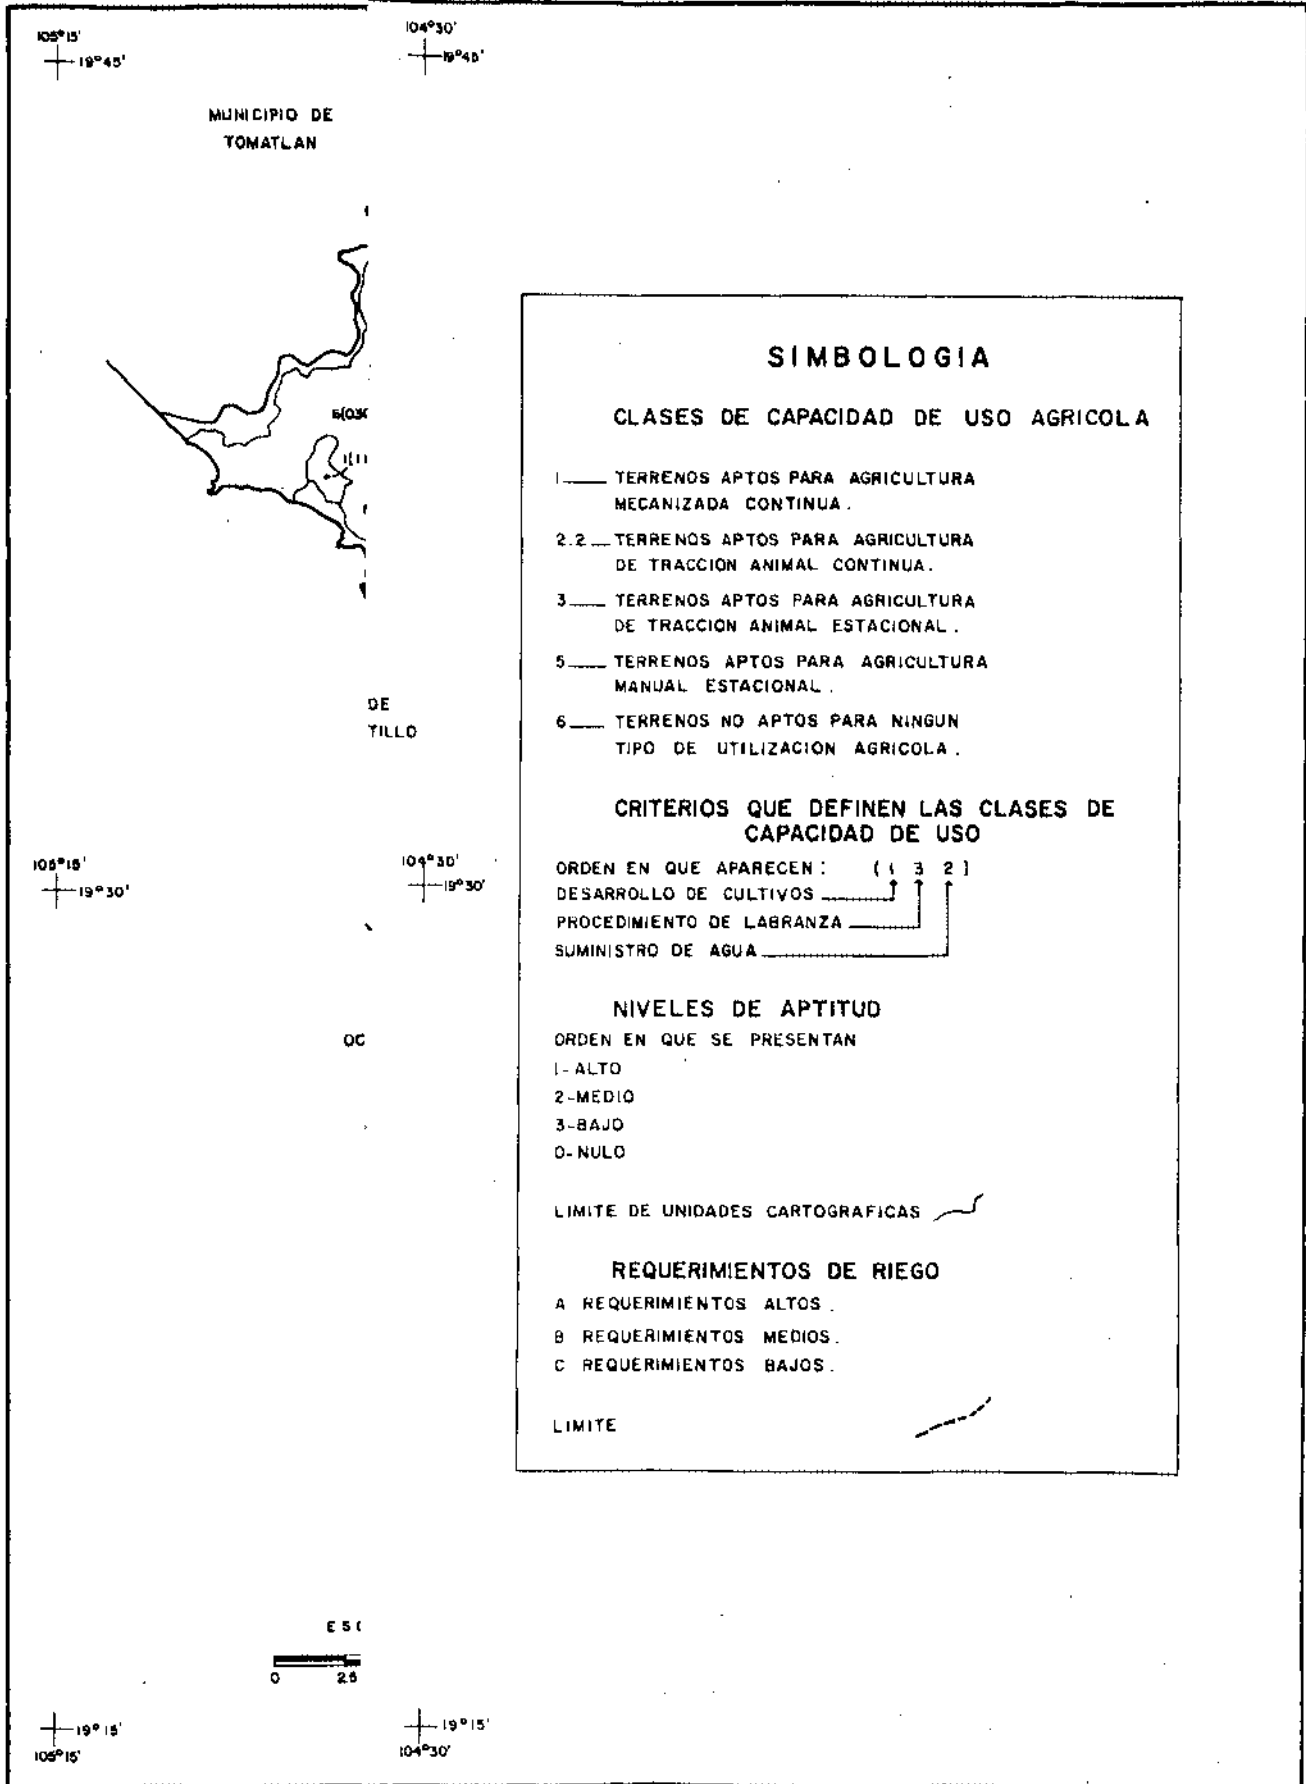 105°15'
19°45'
104°30'
19°45'
MUNICIPIO DE
TOMATLAN
DE
TILLO
105°15'
19°30'
104°30'
19°30'
OC
0 2.5
19°15'
105°15'
19°15'
104°30'
SIMBOLOGIA
CLASES DE CAPACIDAD DE USO AGRICOLA
1 TERRENOS APTOS PARA AGRICULTURA
MECANIZADA CONTINUA.
2.2 TERRENOS APTOS PARA AGRICULTURA
DE TRACCION ANIMAL CONTINUA.
3 TERRENOS APTOS PARA AGRICULTURA
DE TRACCION ANIMAL ESTACIONAL.
5 TERRENOS APTOS PARA AGRICULTURA
MANUAL ESTACIONAL.
6 TERRENOS NO APTOS PARA NINGUN
TIPO DE UTILIZACION AGRICOLA.
CRITERIOS QUE DEFINEN LAS CLASES DE
CAPACIDAD DE USO
ORDEN EN QUE APARECEN: (1 3 2)
DESARROLLO DE CULTIVOS
PROCEDIMIENTO DE LABRANZA
SUMINISTRO DE AGUA
NIVELES DE APTITUD
ORDEN EN QUE SE PRESENTAN
1-ALTO
2-MEDIO
3-BAJO
0-NULO
LIMITE DE UNIDADES CARTOGRAFICAS
REQUERIMIENTOS DE RIEGO
A REQUERIMIENTOS ALTOS.
B REQUERIMIENTOS MEDIOS.
C REQUERIMIENTOS BAJOS.
LIMITE